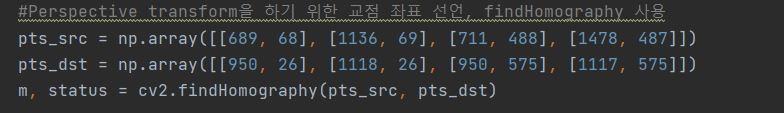 #Perspective transform을 하기 위한 교점 좌표 선언, findHomography 사용
pts_src = np.array([[689, 68], [1136, 69], [711, 488], [1478, 487]])
pts_dst = np.array([[950, 26], [1118, 26], [950, 575], [1117, 575]])
m, status = cv2.findHomography(pts_src, pts_dst)